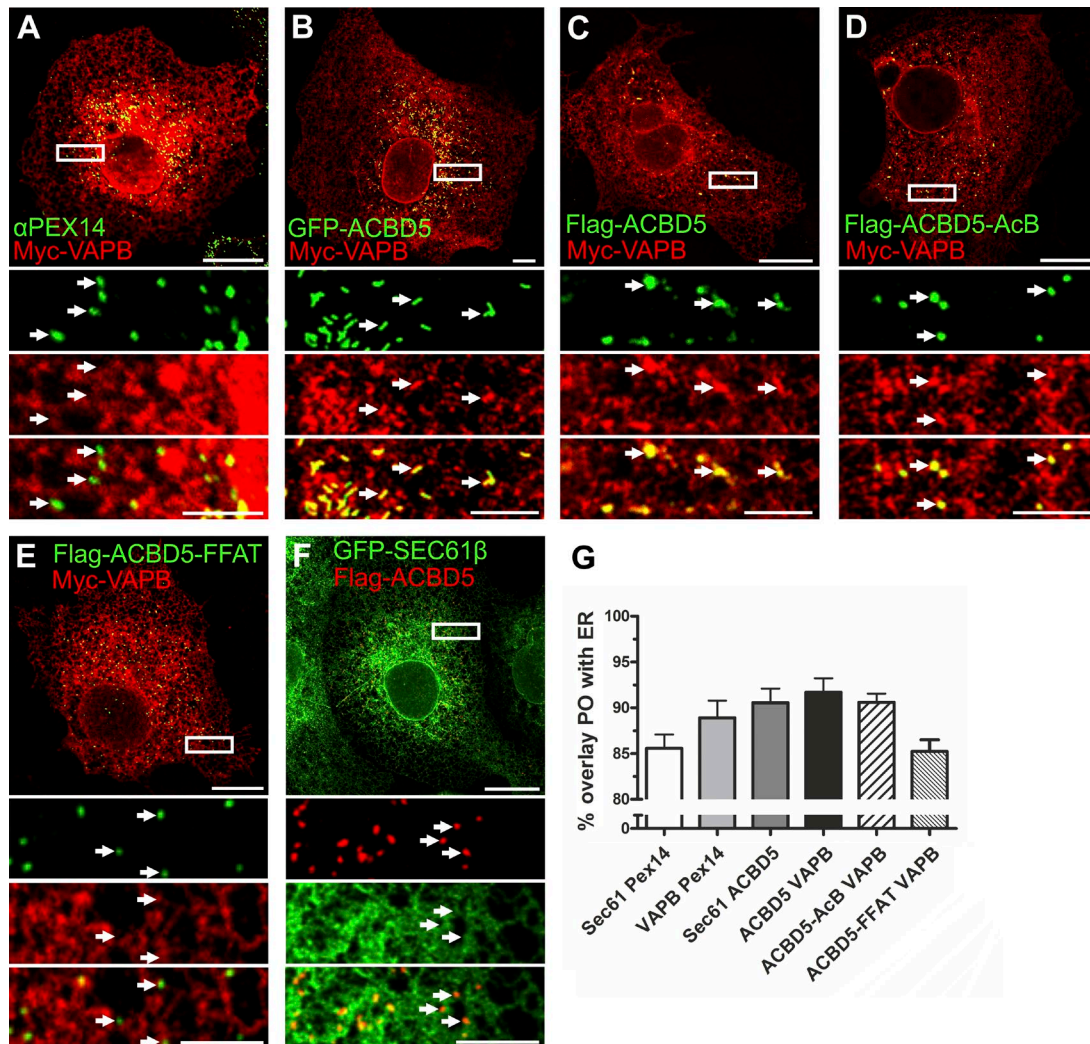 A
αPEX14
Myc-VAPB
B
GFP-ACBD5
Myc-VAPB
C
Flag-ACBD5
Myc-VAPB
D
Flag-ACBD5-AcB
Myc-VAPB
E
Flag-ACBD5-FFAT
Myc-VAPB
F
GFP-SEC61β
Flag-ACBD5
G
% overlay PO with ER
100
95
90
85
80
0
Sec61 Pex14
VAPB Pex14
Sec61 ACBD5
ACBD5 VAPB
ACBD5-AcB VAPB
ACBD5-FFAT VAPB